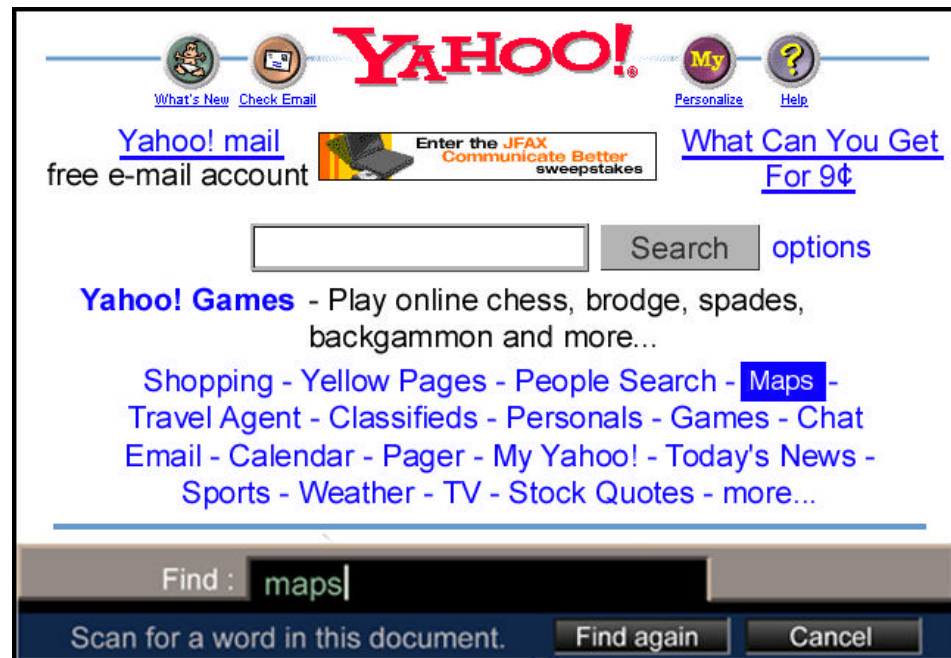 YAHOO!
My
?
What's New Check Email Personalize Help
Yahoo! mail
free e-mail account
Enter the JFAX
Communicate Better
sweepstakes
What Can You Get
For 9¢
Search options
Yahoo! Games - Play online chess, brodge, spades,
backgammon and more...
Shopping - Yellow Pages - People Search - Maps -
Travel Agent - Classifieds - Personals - Games - Chat
Email - Calendar - Pager - My Yahoo! - Today's News -
Sports - Weather - TV - Stock Quotes - more...
Find : maps
Scan for a word in this document. Find again Cancel